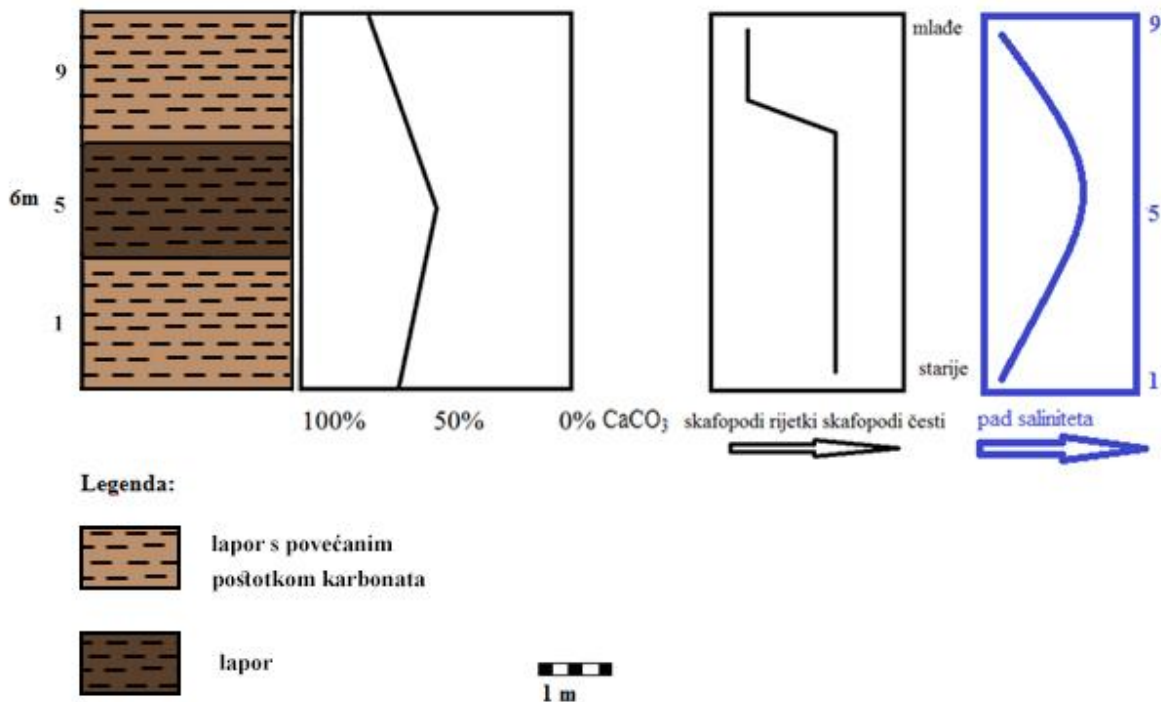 9
6m 5
1
100% 50% 0% CaCO₃
mlađe
starije
skafopodi rijetki skafopodi česti
9
5
1
pad saliniteta
Legenda:
lapor s povećanim
postotkom karbonata
lapor
1 m